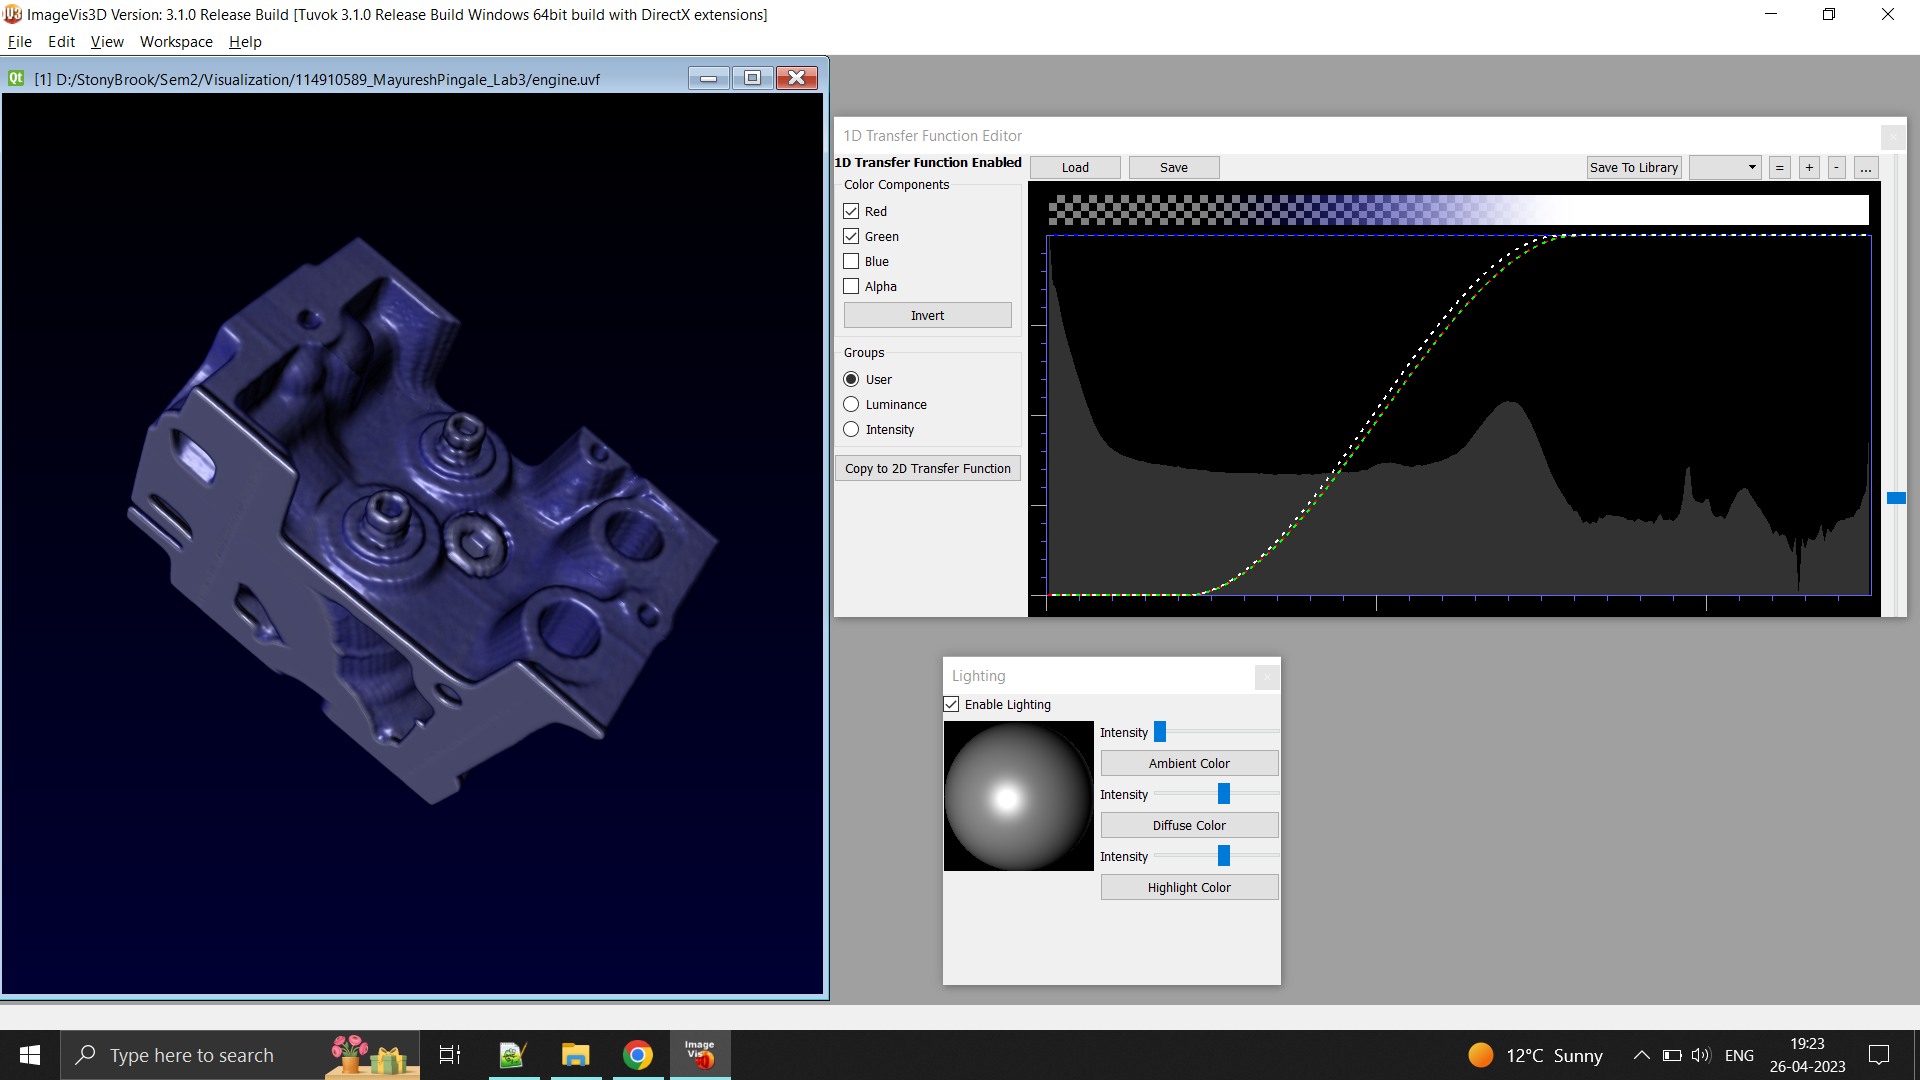 ImageVis3D Version: 3.1.0 Release Build [Tuvok 3.1.0 Release Build Windows 64bit build with DirectX extensions]
File Edit View Workspace Help
[1] D:/StonyBrook/Sem2/Visualization/114910589_MayureshPingale_Lab3/engine.uvf
1D Transfer Function Editor
1D Transfer Function Enabled
Load Save Save To Library = + - ...
Color Components
Red
Green
Blue
Alpha
Invert
Groups
User
Luminance
Intensity
Copy to 2D Transfer Function
Lighting
Enable Lighting
Intensity
Ambient Color
Intensity
Diffuse Color
Intensity
Highlight Color
Type here to search
Image
Vis
12°C Sunny
ENG
19:23
26-04-2023